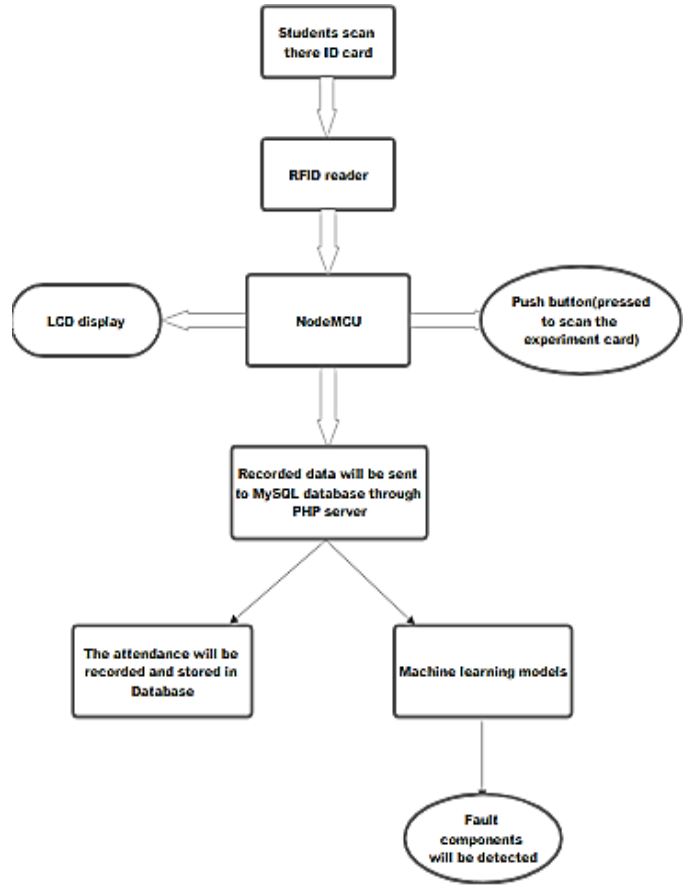 Students scan
there ID card
RFID reader
LCD display
NodeMCU
Push button(pressed
to scan the
experiment card)
Recorded data will be sent
to MySQL database through
PHP server
The attendance will be
recorded and stored in
Database
Machine learning models
Fault
components
will be detected